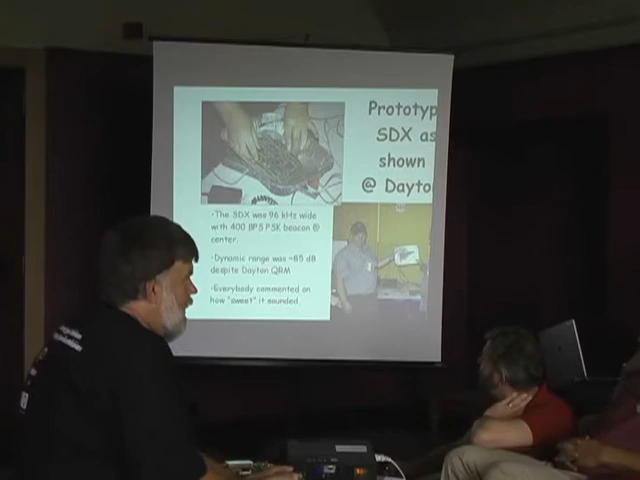 Prototyp
SDX as
shown
@ Dayto
•The SDX was 96 kHz wide
with 400 BPS PSK beacon @
center.
•Dynamic range was ~85 dB
despite Dayton QRM
•Everybody commented on
how "sweet" it sounded.